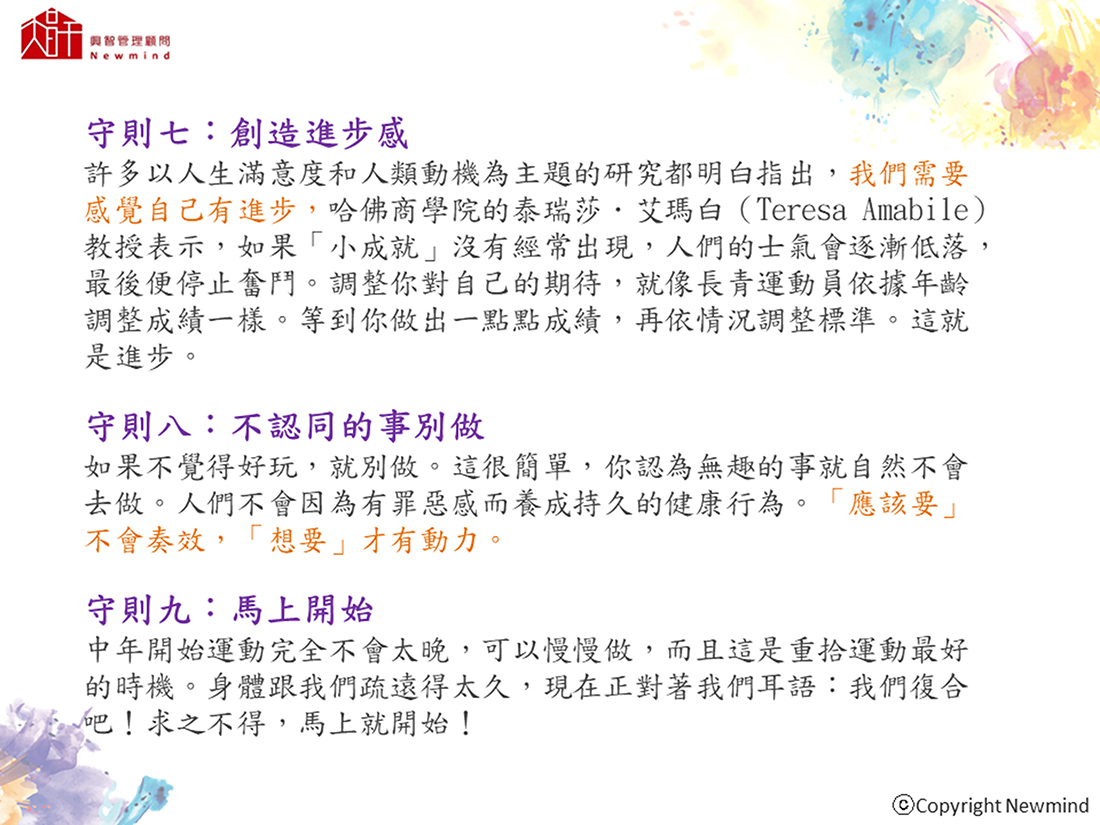 興智管理顧問
Newmind
守則七：創造進步感
許多以人生滿意度和人類動機為主題的研究都明白指出，我們需要
感覺自己有進步，哈佛商學院的泰瑞莎·艾瑪白（Teresa Amabile）
教授表示，如果「小成就」沒有經常出現，人們的士氣會逐漸低落，
最後便停止奮鬥。調整你對自己的期待，就像長青運動員依據年齡
調整成績一樣。等到你做出一點點成績，再依情況調整標準。這就
是進步。
守則八：不認同的事別做
如果不覺得好玩，就別做。這很簡單，你認為無趣的事就自然不會
去做。人們不會因為有罪惡感而養成持久的健康行為。「應該要」
不會奏效，「想要」才有動力。
守則九：馬上開始
中年開始運動完全不會太晚，可以慢慢做，而且這是重拾運動最好
的時機。身體跟我們疏遠得太久，現在正對著我們耳語：我們復合
吧！求之不得，馬上就開始！
ⓒCopyright Newmind